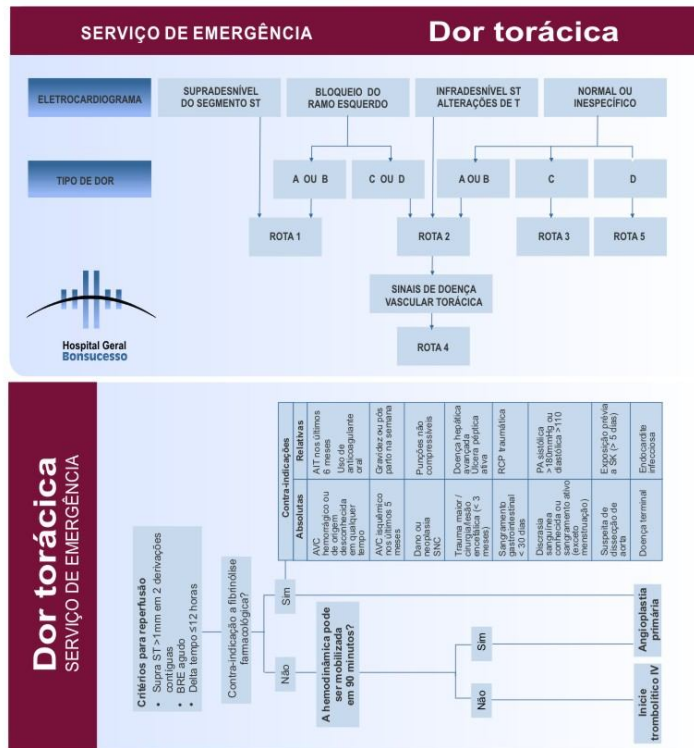 SERVIÇO DE EMERGÊNCIA
Dor torácica
ELETROCARDIOGRAMA
SUPRADESNÍVEL
DO SEGMENTO ST
BLOQUEIO DO
RAMO ESQUERDO
INFRADESNÍVEL ST
ALTERAÇÕES DE T
NORMAL OU
INESPECÍFICO
TIPO DE DOR
A OU B
C OU D
A OU B
C
D
ROTA 1
ROTA 2
ROTA 3
ROTA 5
SINAIS DE DOENÇA
VASCULAR TORÁCICA
ROTA 4
Hospital Geral
Bonsucesso
Dor torácica
SERVIÇO DE EMERGÊNCIA
Critérios para reperfusão
• Supra ST >1mm em 2 derivações
contíguas
• BRE agudo
• Delta tempo ≤12 horas
Contra-indicação a fibrinólise
farmacológica?
Não
Sim
A hemodinâmica pode
ser mobilizada
em 90 minutos?
Não
Sim
Inicie
trombolítico IV
Angioplastia
primária
Contra-indicações
Absolutas
Relativas
AVC
hemorrágico ou
de origem
desconhecida
em qualquer
tempo
AIT nos últimos
6 meses
Uso de
anticoagulante
oral
AVC isquêmico
nos últimos 5
meses
Gravidez ou pós
parto na semana
Dano ou
neoplasia
SNC
Punções não
compressíveis
Trauma maior /
cirurgia/lesão
encefálica (< 3
meses)
Doença hepática
avançada
Úlcera péptica
ativa
Sangramento
gastrointestinal
< 30 dias
RCP traumática
Discrasia
sanguínea
conhecida ou
sangramento ativo
(exceto
menstruação)
PA sistólica
>180mmHg ou
diastólica >110
Suspeita de
dissecção de
aorta
Exposição prévia
a SK (> 5 dias)
Doença terminal
Endocardite
infecciosa